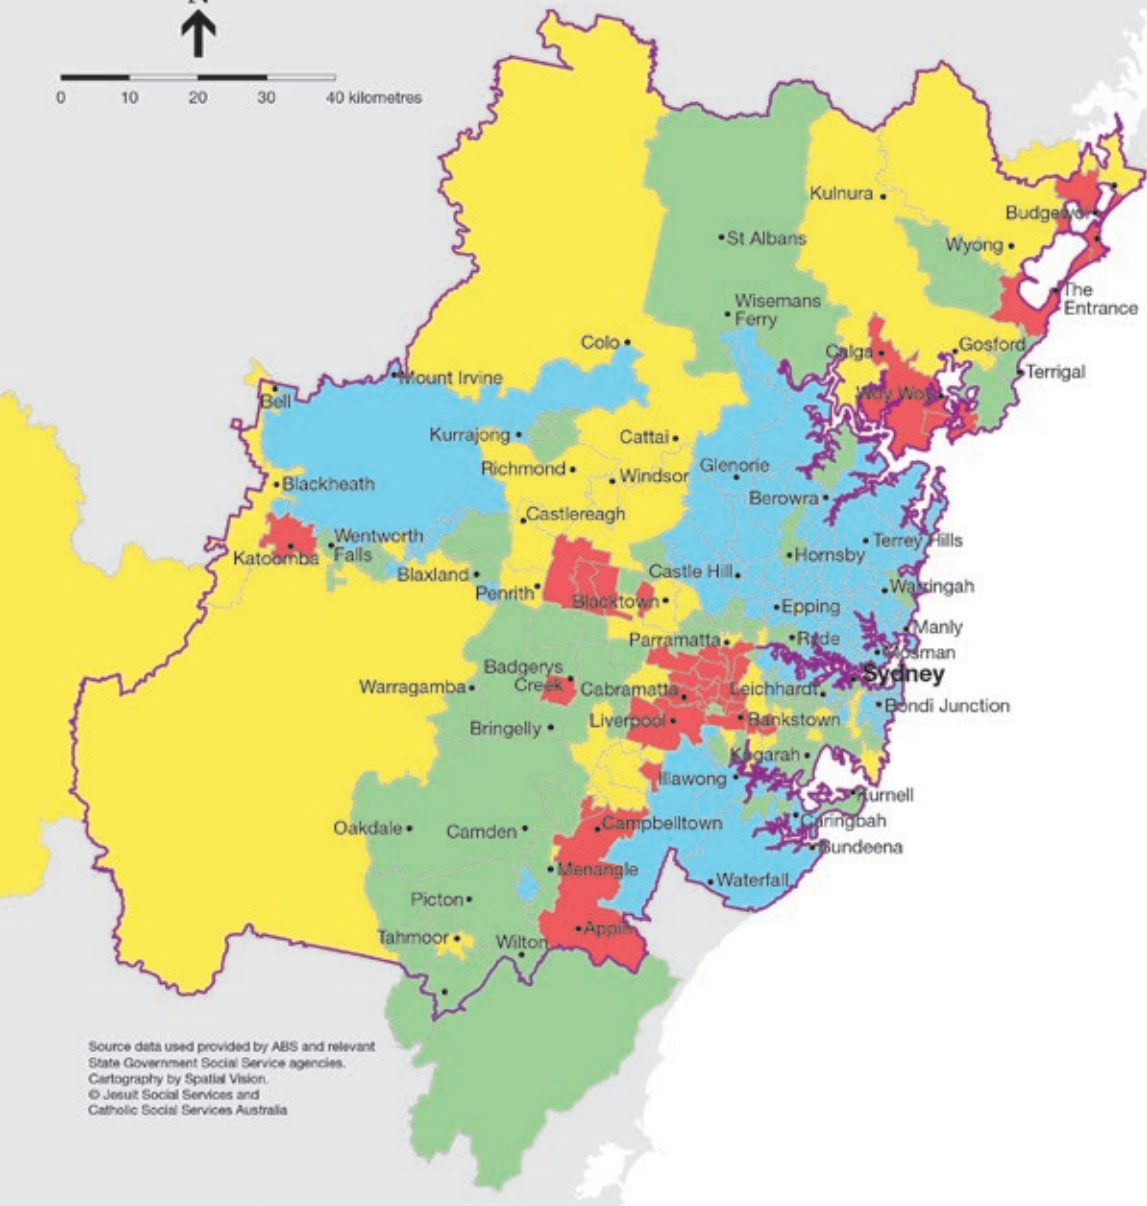 N
0 10 20 30 40 kilometres
Kulnura
Budgewoi
St Albans
Wyong
Wisemans
Ferry
The
Entrance
Colo
Calga
Gosford
Mount Irvine
Terrigal
Bell
Woy Woy
Kurrajong
Cattai
Richmond
Windsor
Glenorie
Blackheath
Berowra
Castlereagh
Katoomba
Wentworth
Falls
Hornsby
Terrey Hills
Blaxland
Castle Hill
Penrith
Blacktown
Warringah
Epping
Manly
Parramatta
Ryde
Mosman
Badgerys
Creek
Sydney
Warragamba
Cabramatta
Leichhardt
Bondi Junction
Bringelly
Liverpool
Bankstown
Kogarah
Illawong
Kurnell
Oakdale
Camden
Campbelltown
Caringbah
Bundeena
Menangle
Picton
Waterfall
Tahmoor
Wilton
Appin
Source data used provided by ABS and relevant
State Government Social Service agencies.
Cartography by Spatial Vision.
© Jesuit Social Services and
Catholic Social Services Australia